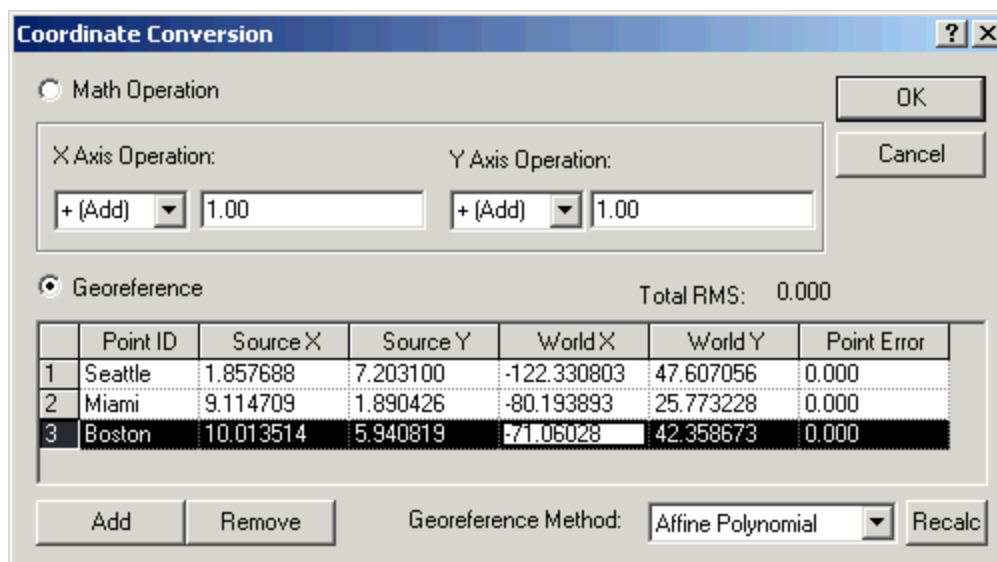 Coordinate Conversion
Math Operation
OK
X Axis Operation: Y Axis Operation:
Cancel
+ (Add) 1.00 + (Add) 1.00
Georeference Total RMS: 0.000
Point ID Source X Source Y World X World Y Point Error
1 Seattle 1.857688 7.203100 -122.330803 47.607056 0.000
2 Miami 9.114709 1.890426 -80.193893 25.773228 0.000
3 Boston 10.013514 5.940819 -71.06028 42.358673 0.000
Add Remove Georeference Method: Affine Polynomial Recalc